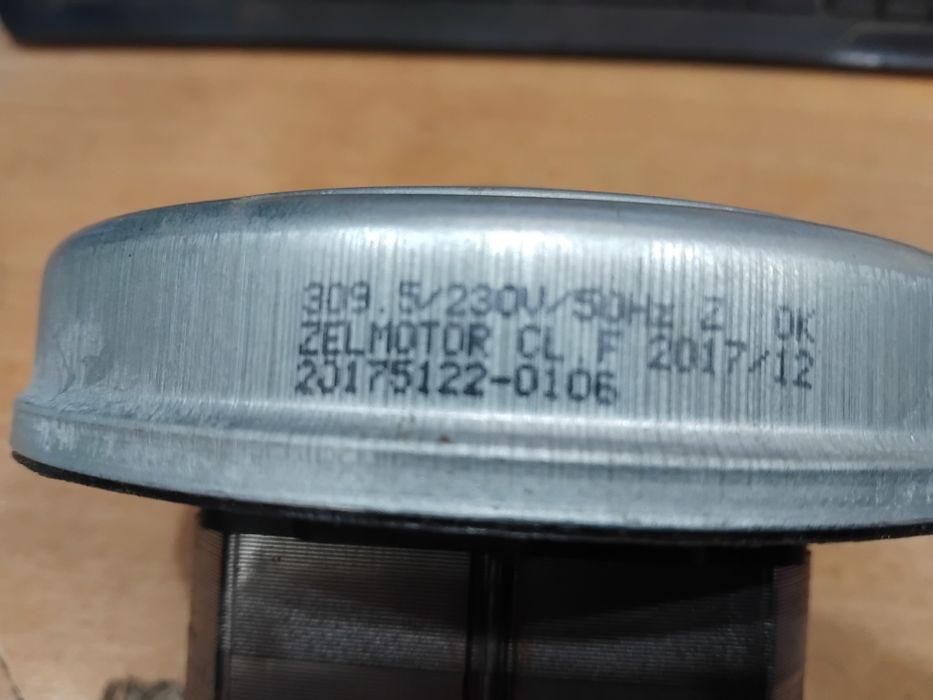 309.5/230V/50Hz Z OK
ZELMOTOR CL.F 2017/12
20175122-0106